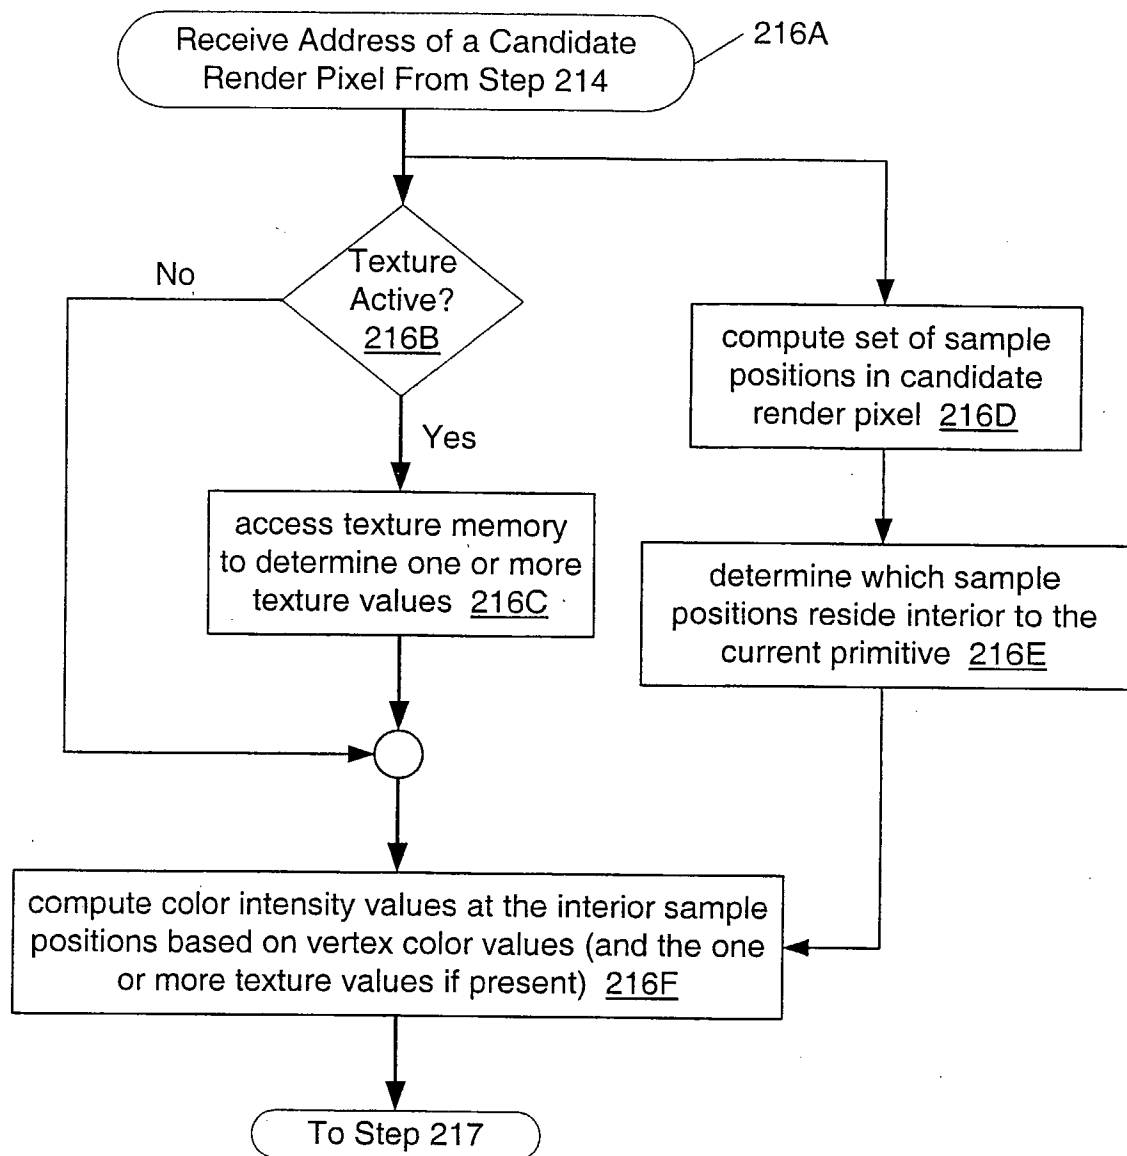 Receive Address of a Candidate
Render Pixel From Step 214
216A
Texture
Active?
216B
No
Yes
compute set of sample
positions in candidate
render pixel 216D
access texture memory
to determine one or more
texture values 216C
determine which sample
positions reside interior to the
current primitive 216E
compute color intensity values at the interior sample
positions based on vertex color values (and the one
or more texture values if present) 216F
To Step 217